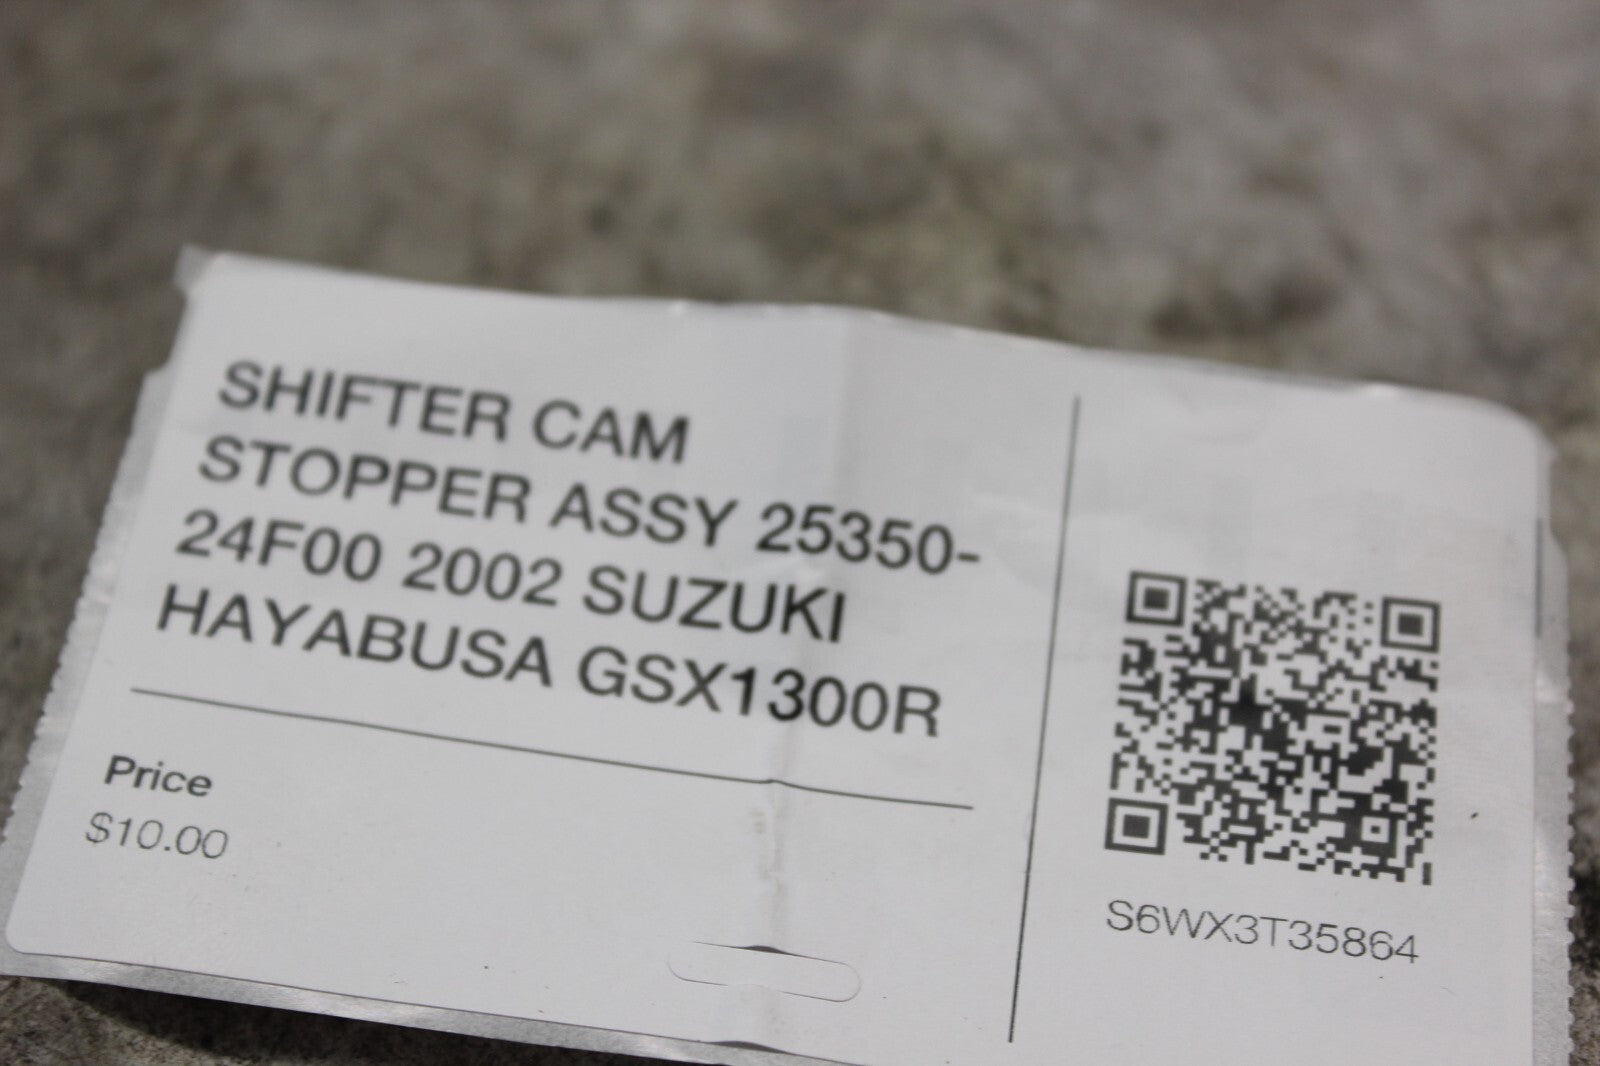 SHIFTER CAM
STOPPER ASSY 25350-
24F00 2002 SUZUKI
HAYABUSA GSX1300R
Price
$10.00
S6WX3T35864